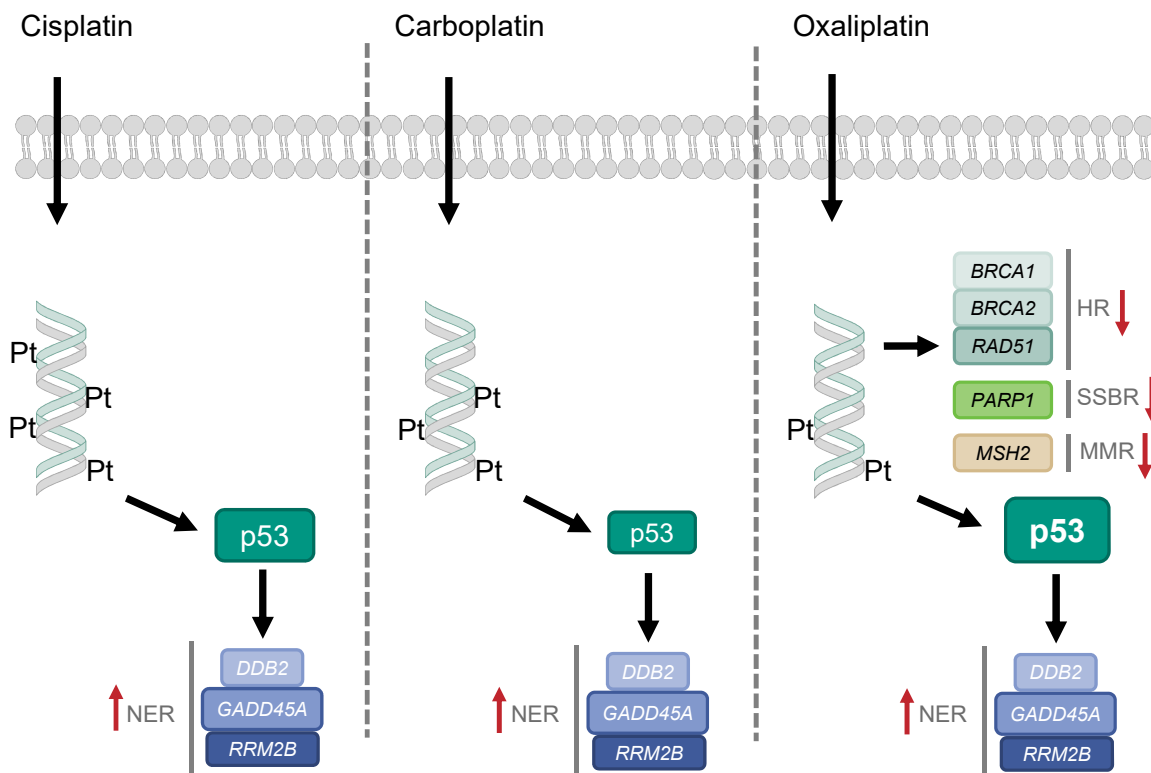 Cisplatin
Pt
Pt
Pt
Pt
p53
NER
DDB2
GADD45A
RRM2B
Carboplatin
Pt
Pt
Pt
p53
NER
DDB2
GADD45A
RRM2B
Oxaliplatin
BRCA1
BRCA2
RAD51
HR
PARP1
SSBR
MSH2
MMR
Pt
Pt
p53
NER
DDB2
GADD45A
RRM2B